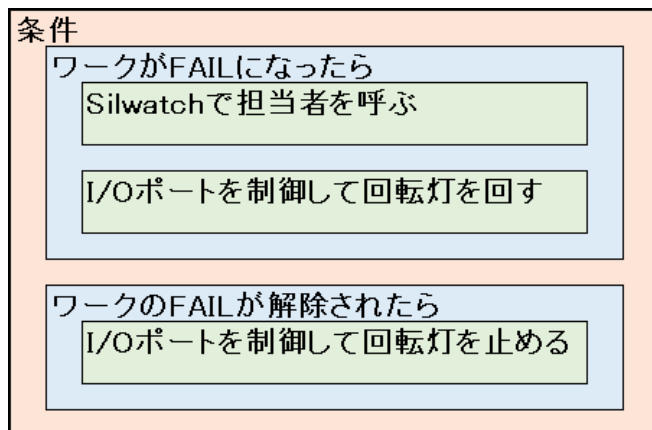 条件
ワークがFAILになったら
Silwatchで担当者を呼ぶ
I/Oポートを制御して回転灯を回す
ワークのFAILが解除されたら
I/Oポートを制御して回転灯を止める